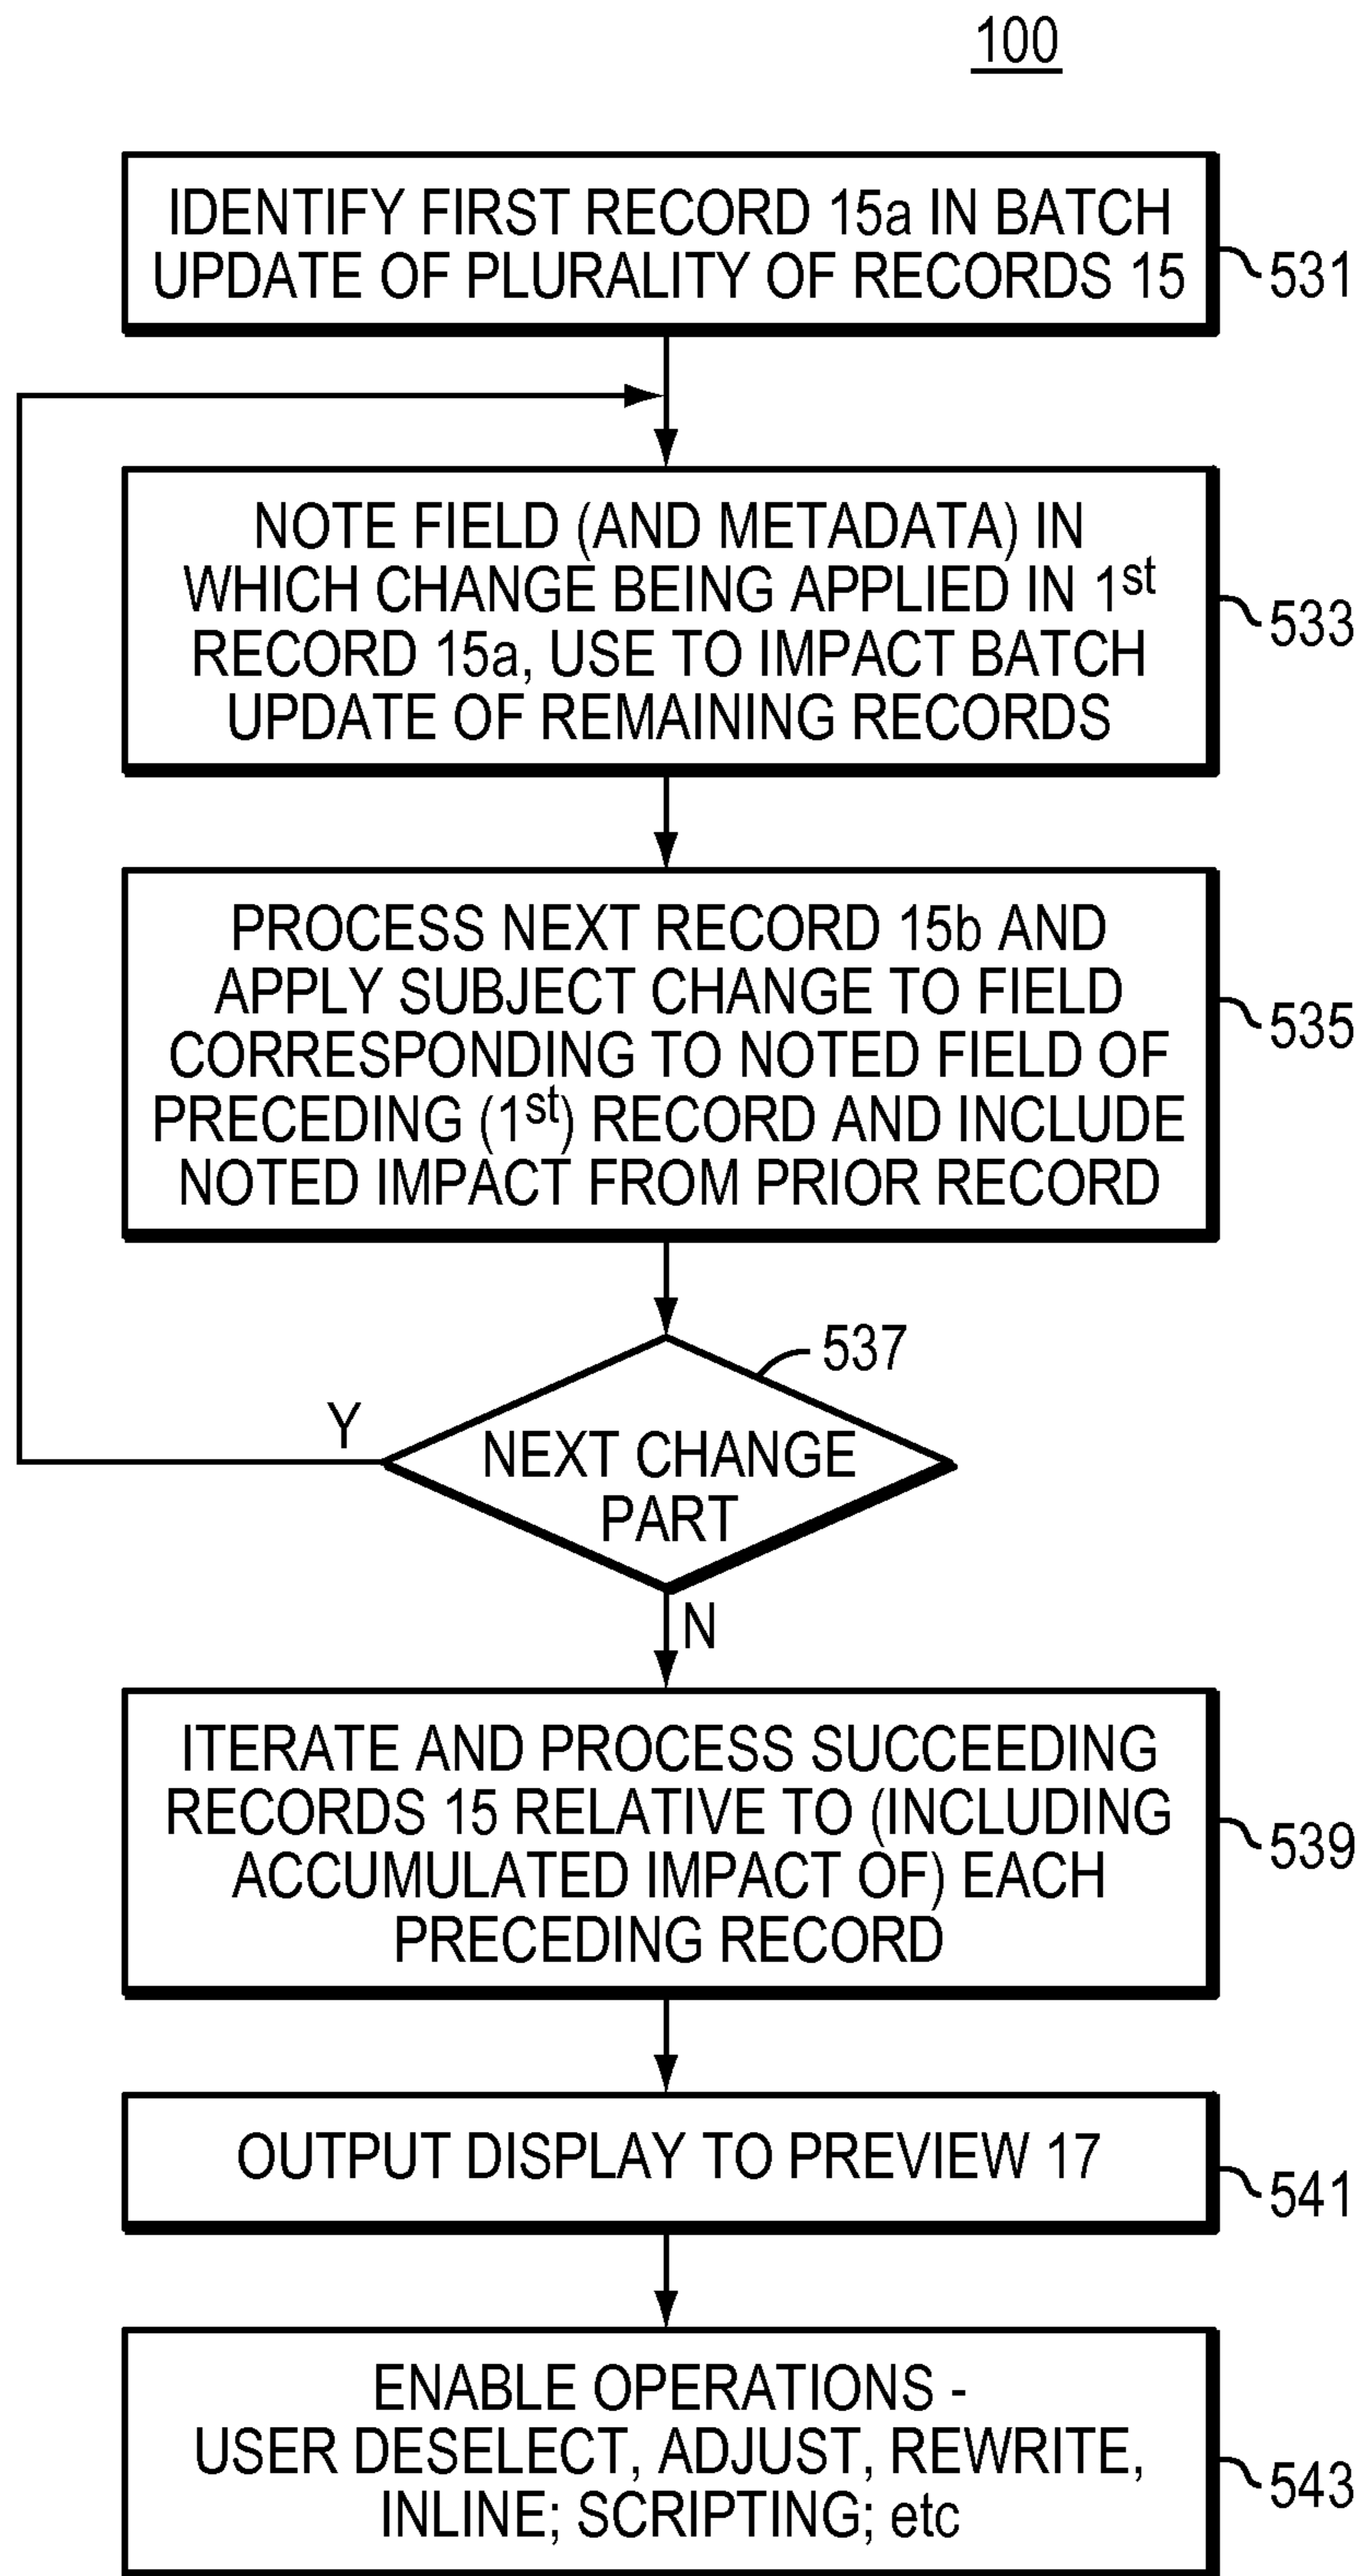 100
IDENTIFY FIRST RECORD 15a IN BATCH
UPDATE OF PLURALITY OF RECORDS 15
531
NOTE FIELD (AND METADATA) IN
WHICH CHANGE BEING APPLIED IN 1st
RECORD 15a, USE TO IMPACT BATCH
UPDATE OF REMAINING RECORDS
533
PROCESS NEXT RECORD 15b AND
APPLY SUBJECT CHANGE TO FIELD
CORRESPONDING TO NOTED FIELD OF
PRECEDING (1st) RECORD AND INCLUDE
NOTED IMPACT FROM PRIOR RECORD
535
537
Y
NEXT CHANGE
PART
N
ITERATE AND PROCESS SUCCEEDING
RECORDS 15 RELATIVE TO (INCLUDING
ACCUMULATED IMPACT OF) EACH
PRECEDING RECORD
539
OUTPUT DISPLAY TO PREVIEW 17
541
ENABLE OPERATIONS -
USER DESELECT, ADJUST, REWRITE,
INLINE; SCRIPTING; etc
543